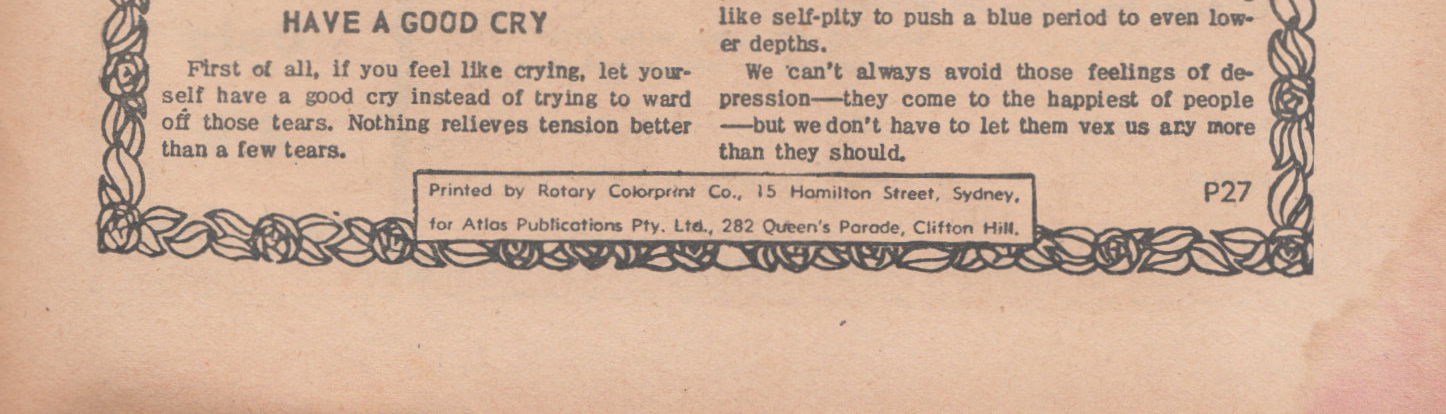 HAVE A GOOD CRY
First of all, if you feel like crying, let your-
self have a good cry instead of trying to ward
off those tears. Nothing relieves tension better
than a few tears.
like self-pity to push a blue period to even low-
er depths.
We can't always avoid those feelings of de-
pression—they come to the happiest of people
—but we don't have to let them vex us any more
than they should.
Printed by Rotary Colorprint Co., 15 Hamilton Street, Sydney,
for Atlas Publications Pty. Ltd., 282 Queen's Parade, Clifton Hill.
P27